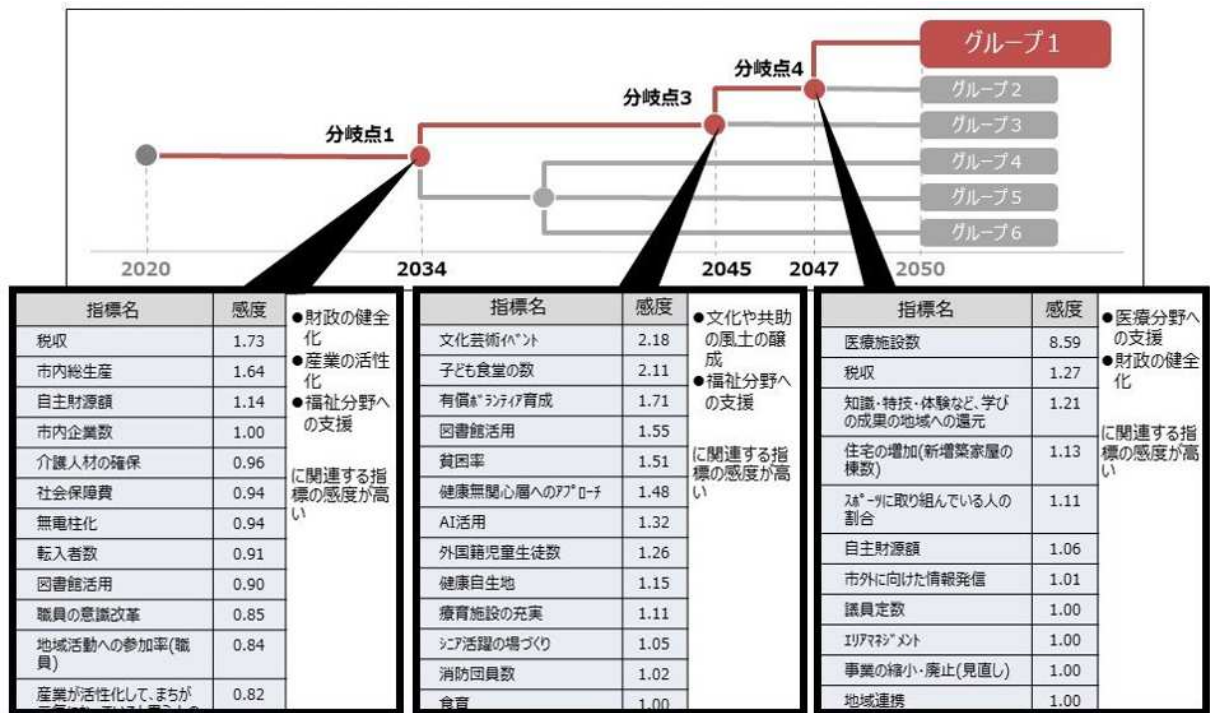 グループ1
分岐点4
グループ2
分岐点3
グループ3
分岐点1
グループ4
グループ5
グループ6
2020
2034
2045
2047
2050
指標名 感度
税収 1.73
市内総生産 1.64
自主財源額 1.14
市内企業数 1.00
介護人材の確保 0.96
社会保障費 0.94
無電柱化 0.94
転入者数 0.91
図書館活用 0.90
職員の意識改革 0.85
地域活動への参加率(職
員) 0.84
産業が活性化して、まちが 0.82
●財政の健全
化
●産業の活性
化
●福祉分野へ
の支援
に関連する指
標の感度が高
い
指標名 感度
文化芸術ｲﾍﾞﾝﾄ 2.18
子ども食堂の数 2.11
有償ﾎﾞﾗﾝﾃｨｱ育成 1.71
図書館活用 1.55
貧困率 1.51
健康無関心層へのｱﾌﾟﾛｰﾁ 1.48
AI活用 1.32
外国籍児童生徒数 1.26
健康自生地 1.15
療育施設の充実 1.11
ｼﾆｱ活躍の場づくり 1.05
消防団員数 1.02
食育 1.00
●文化や共助
の風土の醸
成
●福祉分野へ
の支援
に関連する指
標の感度が高
い
指標名 感度
医療施設数 8.59
税収 1.27
知識・特技・体験など、学び
の成果の地域への還元 1.21
住宅の増加(新増築家屋の
棟数) 1.13
ｽﾎﾟｰﾂに取り組んでいる人の
割合 1.11
自主財源額 1.06
市外に向けた情報発信 1.01
議員定数 1.00
ｴﾘｱﾏﾈｼﾞﾒﾝﾄ 1.00
事業の縮小・廃止(見直し) 1.00
地域連携 1.00
●医療分野へ
の支援
●財政の健全
化
に関連する指
標の感度が高
い